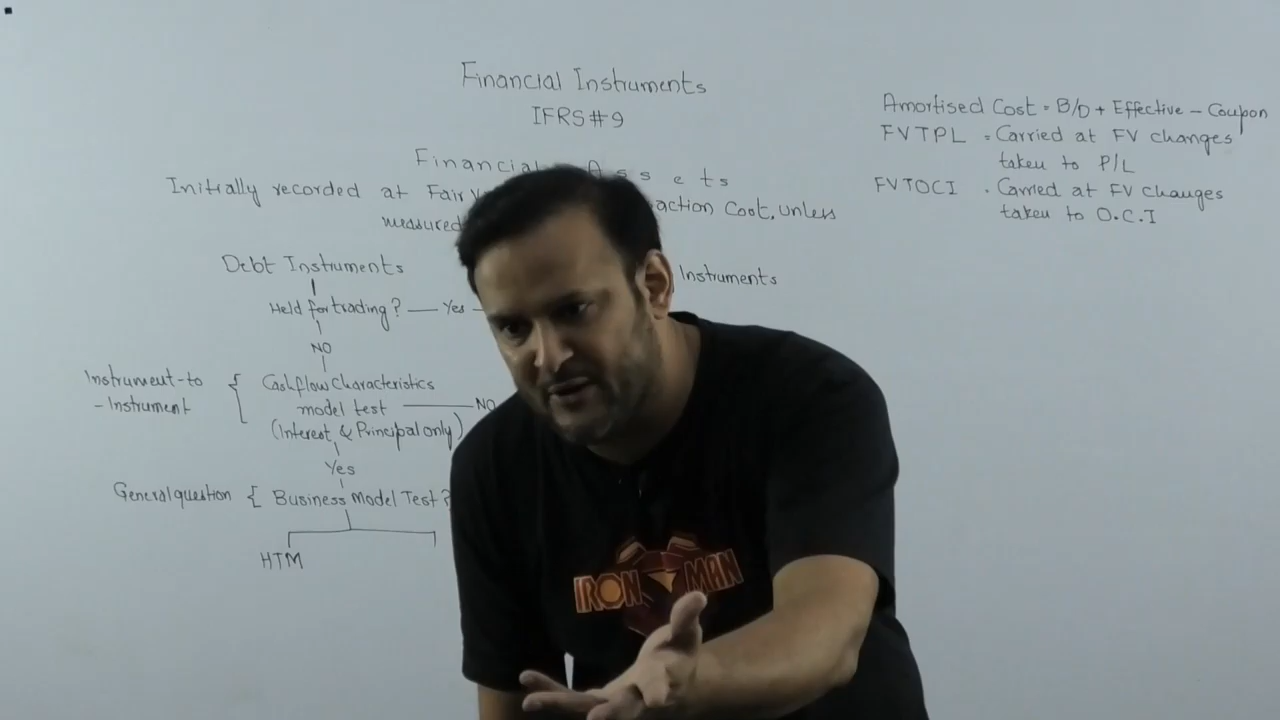 Financial Instruments
IFRS#9
Financial Assets
Initially recorded at Fair action Cost, unless
measured
Debt Instruments
Instruments
Held for trading? — Yes
NO
Instrument-to
- Instrument
{ Cashflow Characteristics
model test — NO
(Interest & Principal only)
Yes
General question { Business model Test?
HTM
Amortised Cost = B/D + Effective - Coupon
FVTPL = Carried at FV changes
taken to P/L
FVTOCI = Carried at FV changes
taken to O.C.I
IRON MAN